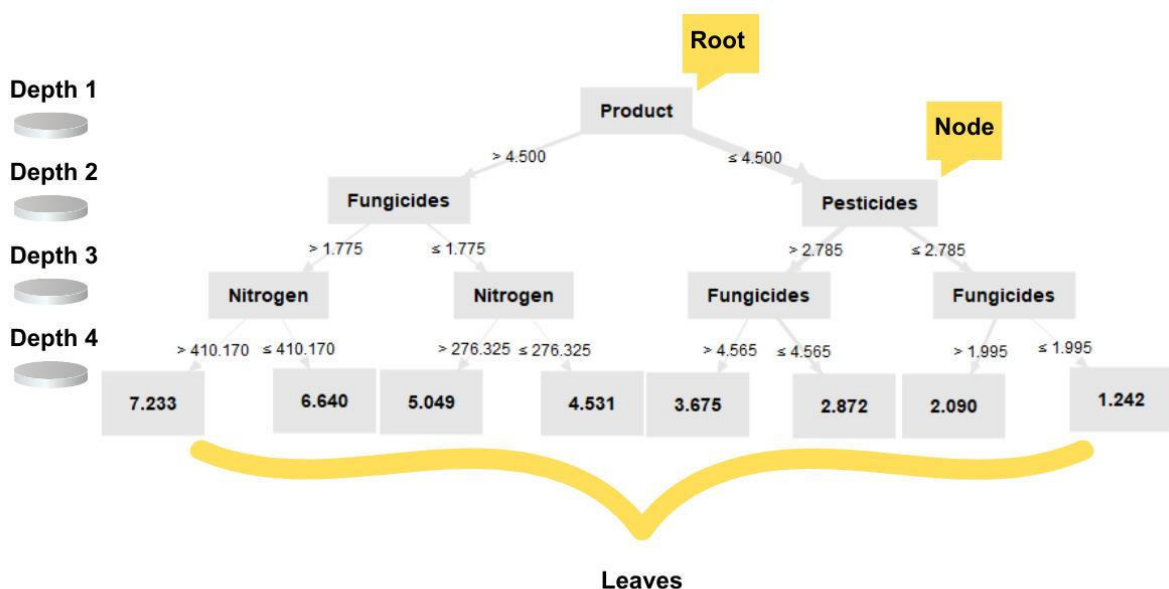 Root
Depth 1
Product
Node
> 4.500
≤ 4.500
Depth 2
Fungicides
Pesticides
> 1.775
≤ 1.775
> 2.785
≤ 2.785
Depth 3
Nitrogen
Nitrogen
Fungicides
Fungicides
Depth 4
> 410.170
≤ 410.170
> 276.325
≤ 276.325
> 4.565
≤ 4.565
> 1.995
≤ 1.995
7.233
6.640
5.049
4.531
3.675
2.872
2.090
1.242
Leaves